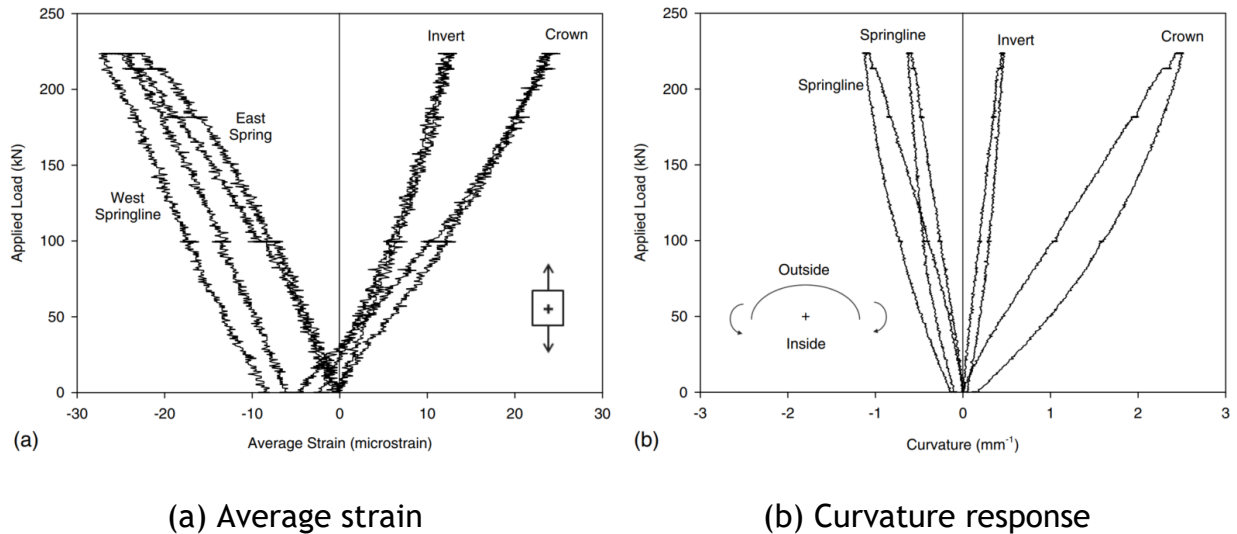 250
200
150
100
50
0
Applied Load (kN)
Invert
Crown
East
Spring
West
Springline
-30
-20
-10
0
10
20
30
(a)
Average Strain (microstrain)
250
200
150
100
50
0
Applied Load (kN)
Springline
Invert
Crown
Springline
Outside
+
Inside
-3
-2
-1
0
1
2
3
(b)
Curvature (mm⁻¹)
(a) Average strain
(b) Curvature response